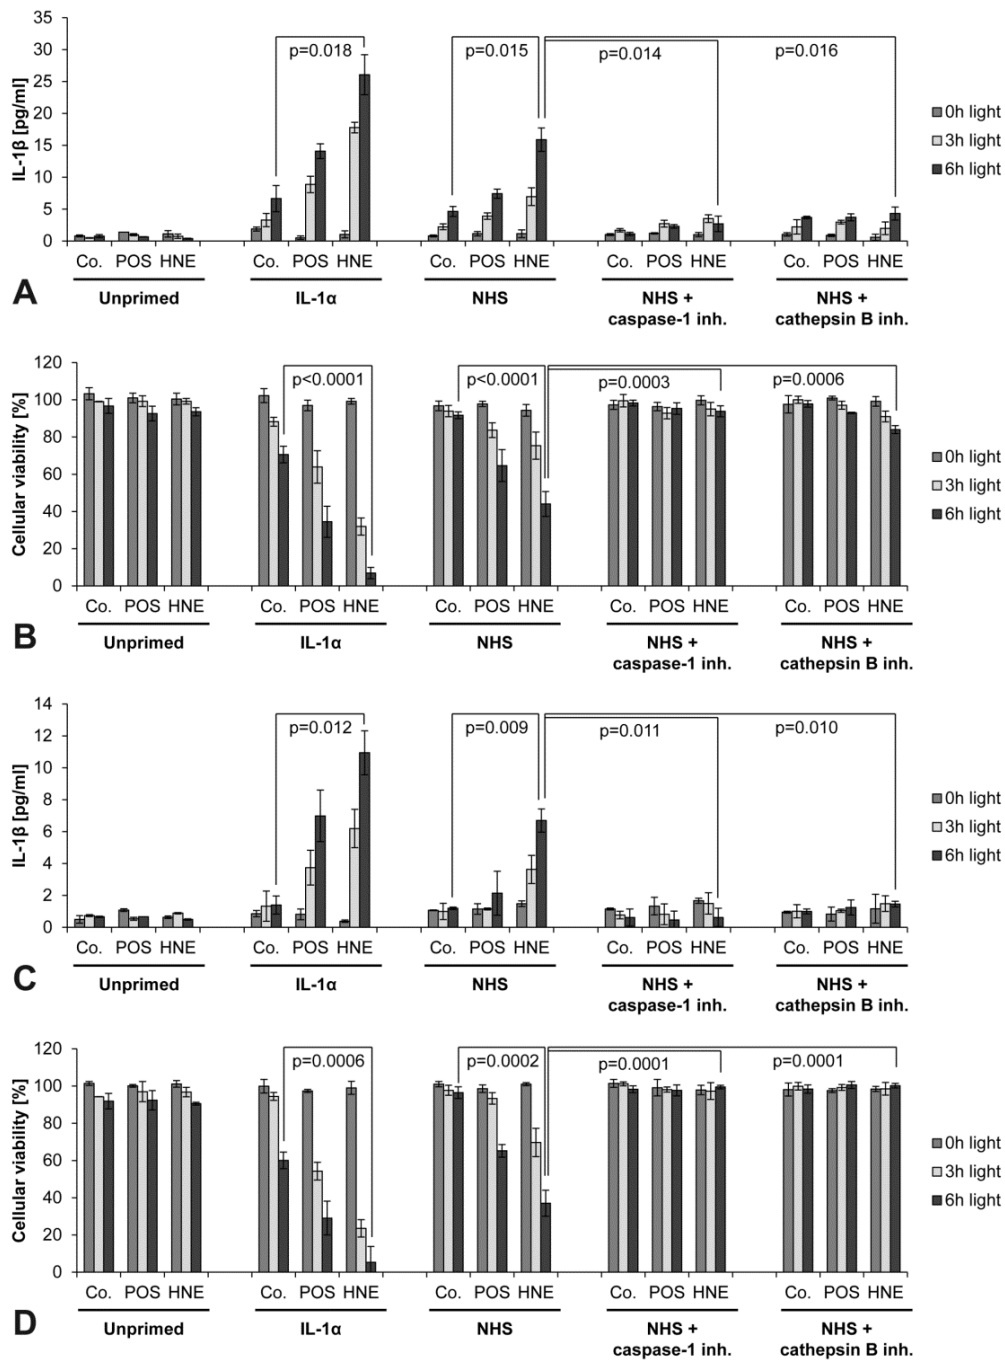 35
30
25
20
15
10
5
0
IL-1β [pg/ml]
p=0.018
p=0.015
p=0.014
p=0.016
0h light
3h light
6h light
Co. POS HNE Co. POS HNE Co. POS HNE Co. POS HNE Co. POS HNE
Unprimed IL-1α NHS NHS + NHS +
caspase-1 inh. cathepsin B inh.
A
120
100
80
60
40
20
0
Cellular viability [%]
p<0.0001
p<0.0001
p=0.0003
p=0.0006
0h light
3h light
6h light
Co. POS HNE Co. POS HNE Co. POS HNE Co. POS HNE Co. POS HNE
Unprimed IL-1α NHS NHS + NHS +
caspase-1 inh. cathepsin B inh.
B
14
12
10
8
6
4
2
0
IL-1β [pg/ml]
p=0.012
p=0.009
p=0.011
p=0.010
0h light
3h light
6h light
Co. POS HNE Co. POS HNE Co. POS HNE Co. POS HNE Co. POS HNE
Unprimed IL-1α NHS NHS + NHS +
caspase-1 inh. cathepsin B inh.
C
120
100
80
60
40
20
0
Cellular viability [%]
p=0.0006
p=0.0002
p=0.0001
p=0.0001
0h light
3h light
6h light
Co. POS HNE Co. POS HNE Co. POS HNE Co. POS HNE Co. POS HNE
Unprimed IL-1α NHS NHS + NHS +
caspase-1 inh. cathepsin B inh.
D